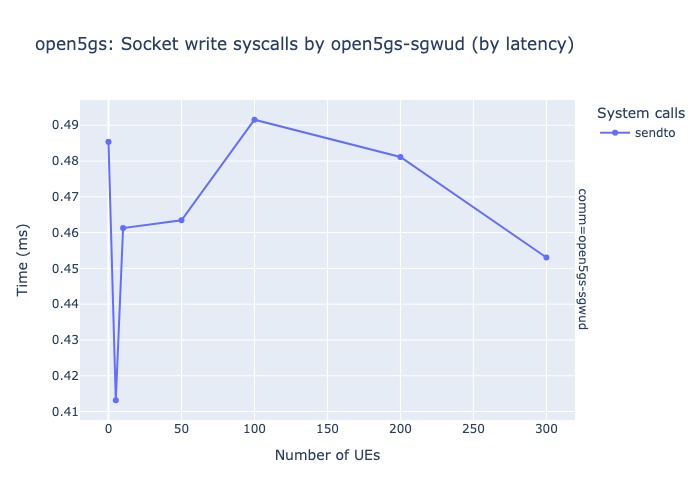 open5gs: Socket write syscalls by open5gs-sgwud (by latency)
System calls
sendto
0.49
0.48
0.47
0.46
0.45
0.44
0.43
0.42
0.41
Time (ms)
comm=open5gs-sgwud
0
50
100
150
200
250
300
Number of UEs